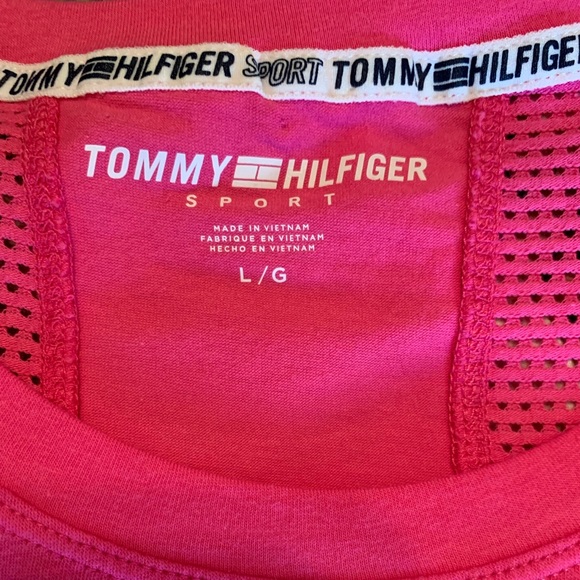 TOMMY HILFIGER SPORT TOMMY HILFIGER
TOMMY HILFIGER
SPORT
MADE IN VIETNAM
FABRIQUE EN VIETNAM
HECHO EN VIETNAM
L/G